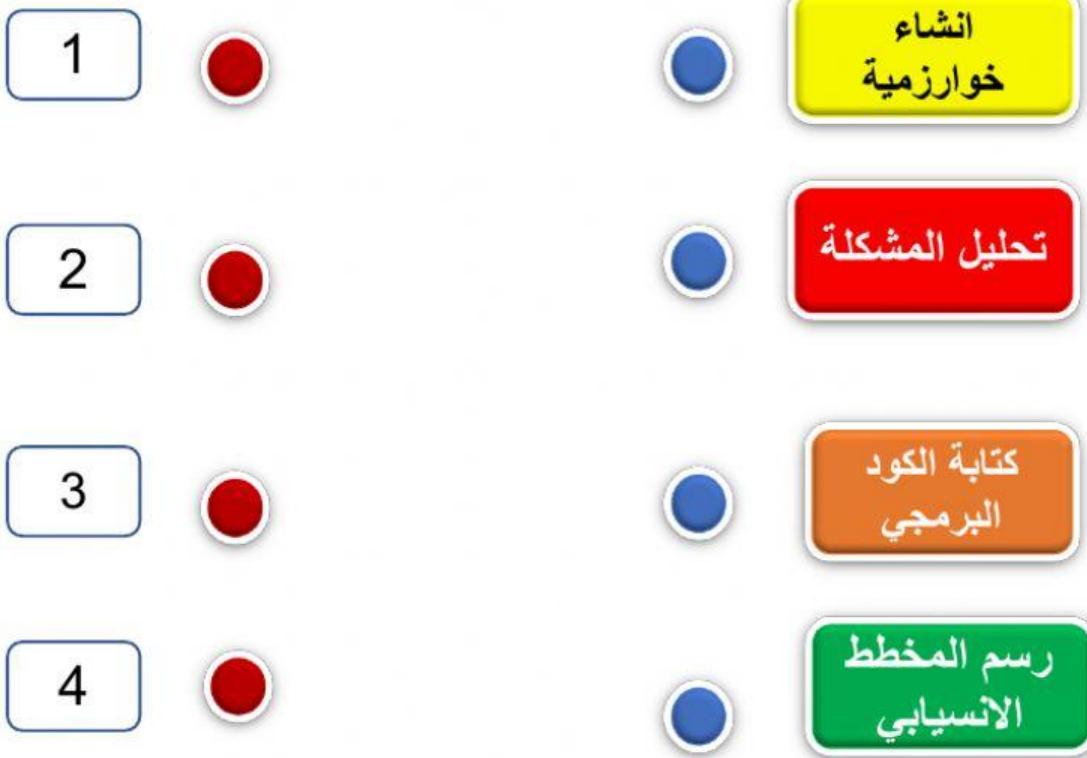 انشاء
خوارزمية
1
تحليل المشكلة
2
كتابة الكود
البرمجي
3
رسم المخطط
الانسيابي
4